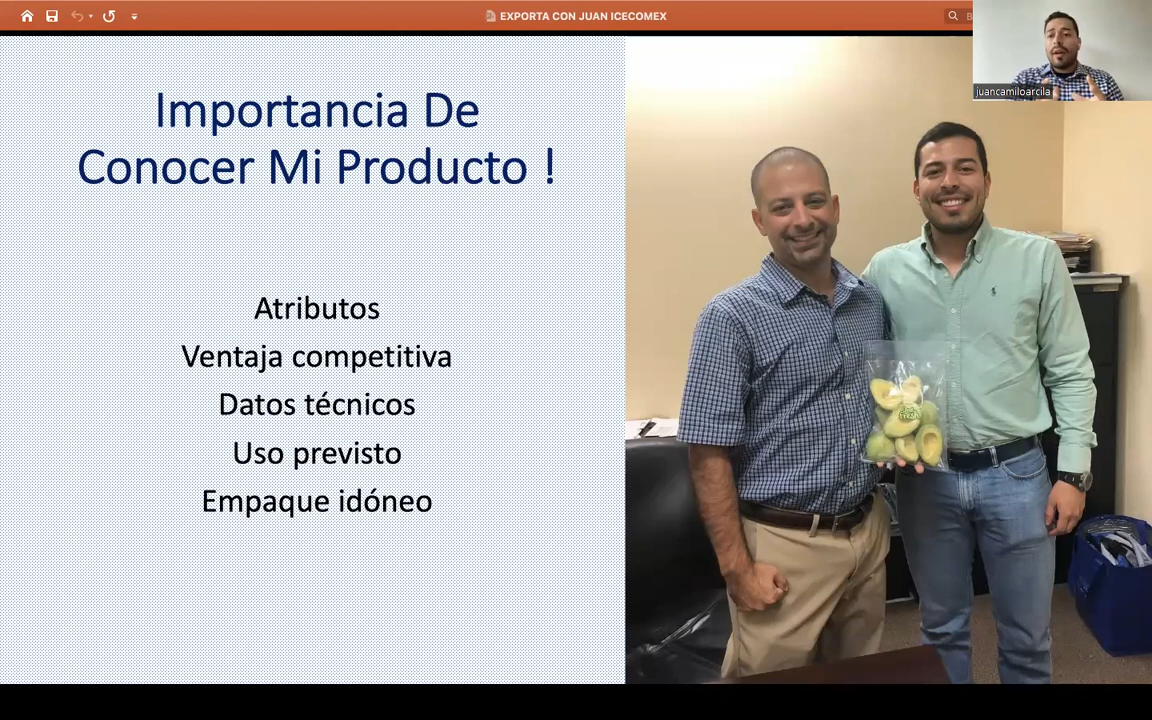 EXPORTA CON JUAN ICECOMEX
B
juancamiloarcila
Importancia De
Conocer Mi Producto !
Atributos
Ventaja competitiva
Datos técnicos
Uso previsto
Empaque idóneo